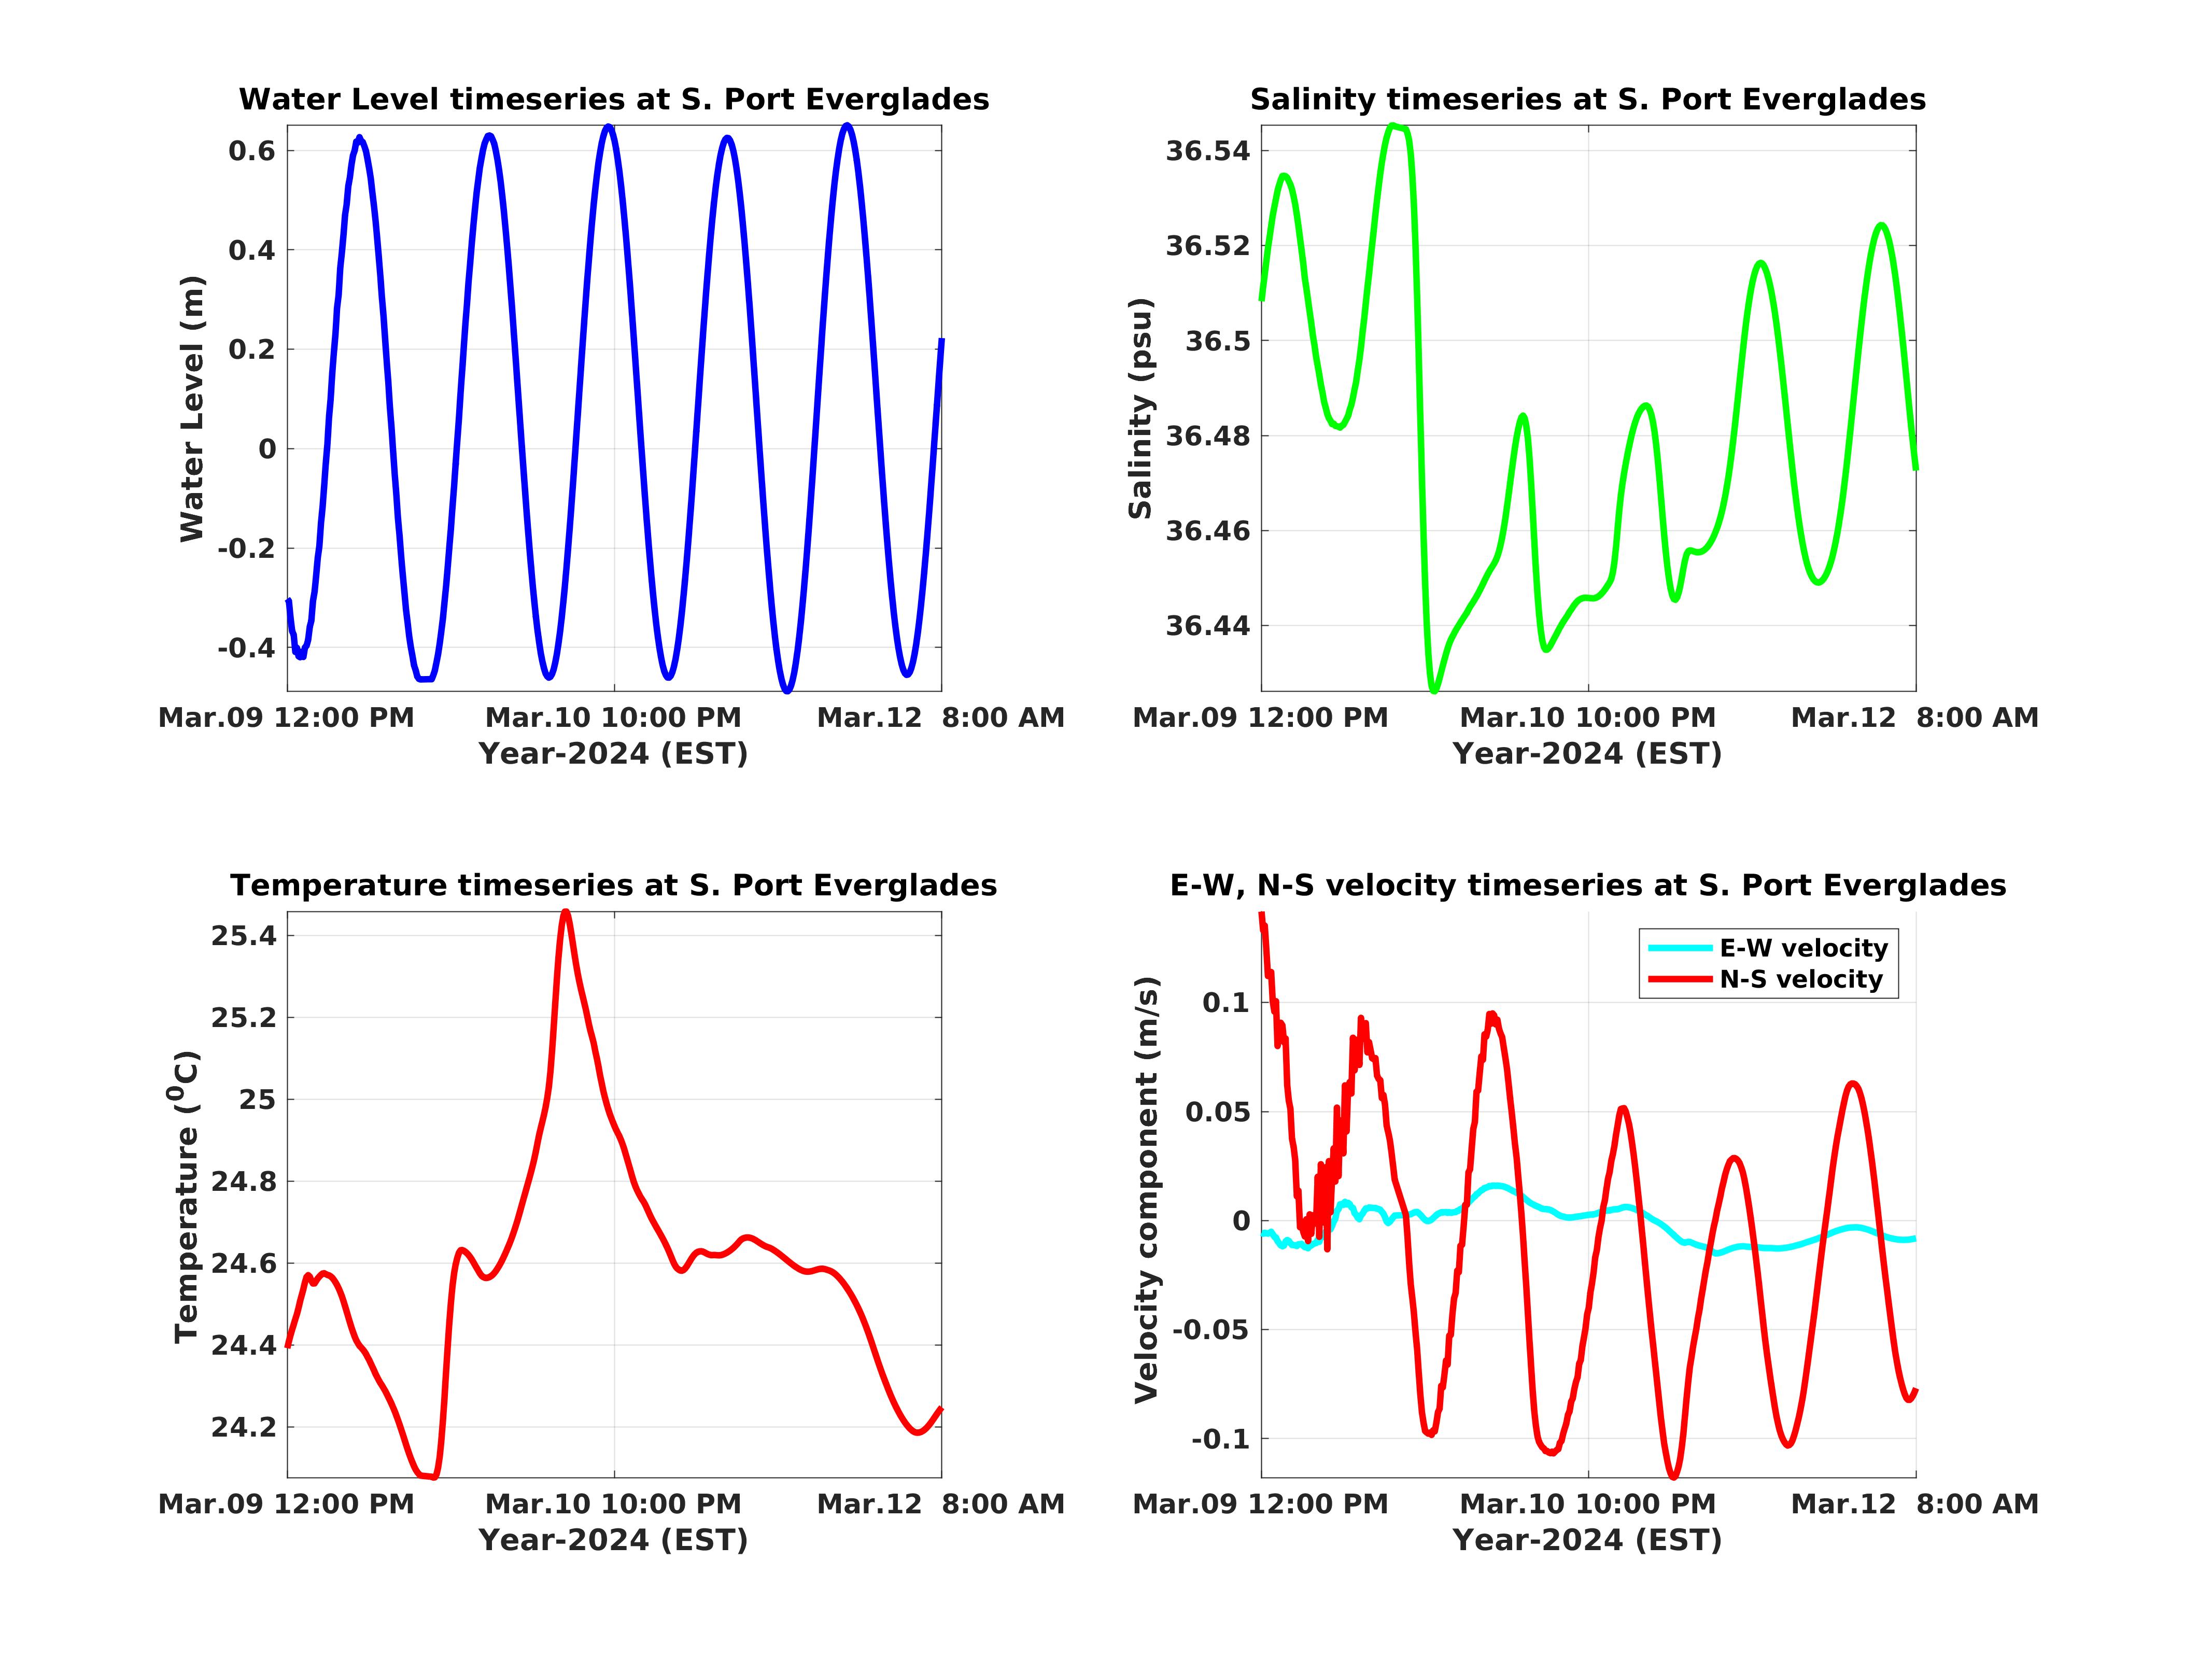 Water Level timeseries at S. Port Everglades
Water Level (m)
0.6
0.4
0.2
0
-0.2
-0.4
Mar.09 12:00 PM
Mar.10 10:00 PM
Mar.12 8:00 AM
Year-2024 (EST)
Salinity timeseries at S. Port Everglades
Salinity (psu)
36.54
36.52
36.5
36.48
36.46
36.44
Mar.09 12:00 PM
Mar.10 10:00 PM
Mar.12 8:00 AM
Year-2024 (EST)
Temperature timeseries at S. Port Everglades
Temperature (⁰C)
25.4
25.2
25
24.8
24.6
24.4
24.2
Mar.09 12:00 PM
Mar.10 10:00 PM
Mar.12 8:00 AM
Year-2024 (EST)
E-W, N-S velocity timeseries at S. Port Everglades
Velocity component (m/s)
E-W velocity
N-S velocity
0.1
0.05
0
-0.05
-0.1
Mar.09 12:00 PM
Mar.10 10:00 PM
Mar.12 8:00 AM
Year-2024 (EST)